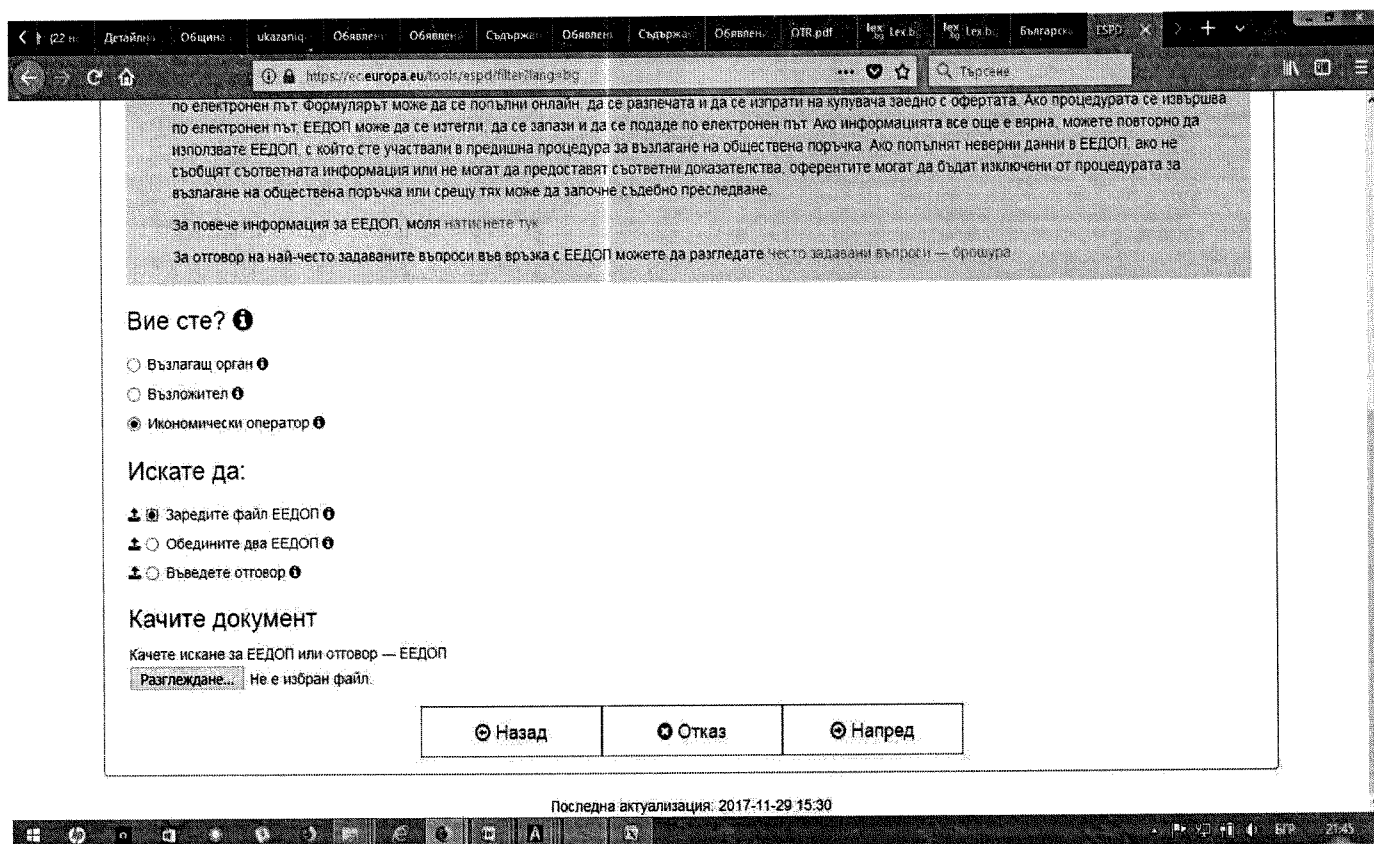 (22 н
Община
ukazaniq
OTR.pdf
lex.bg
Lex.b
lex.bg
Lex.b
ESPD
https://ec.europa.eu/tools/espd/filter?lang=bg
Търсене
по електронен път. Формулярът може да се попълни онлайн, да се разпечата и да се изпрати на купувача заедно с офертата. Ако процедурата се извършва
по електронен път, ЕЕДОП може да се изтегли, да се запази и да се подаде по електронен път. Ако информацията все още е вярна, можете повторно да
използвате ЕЕДОП, с който сте участвали в предишна процедура за възлагане на обществена поръчка. Ако попълнят неверни данни в ЕЕДОП, ако не
съобщят съответната информация или не могат да предоставят съответни доказателства, оферентите могат да бъдат изключени от процедурата за
възлагане на обществена поръчка или срещу тях може да започне съдебно преследване.
За повече информация за ЕЕДОП, моля натиснете тук
За отговор на най-често задаваните въпроси във връзка с ЕЕДОП можете да разгледате често задавани въпроси — брошура
Вие сте?
Възлагащ орган
Възложител
Икономически оператор
Искате да:
Заредите файл ЕЕДОП
Обедините два ЕЕДОП
Въведете отговор
Качите документ
Качете искане за ЕЕДОП или отговор — ЕЕДОП
Разглеждане... Не е избран файл.
Назад
Отказ
Напред
Последна актуализация: 2017-11-29 15:30
БГР
21:45